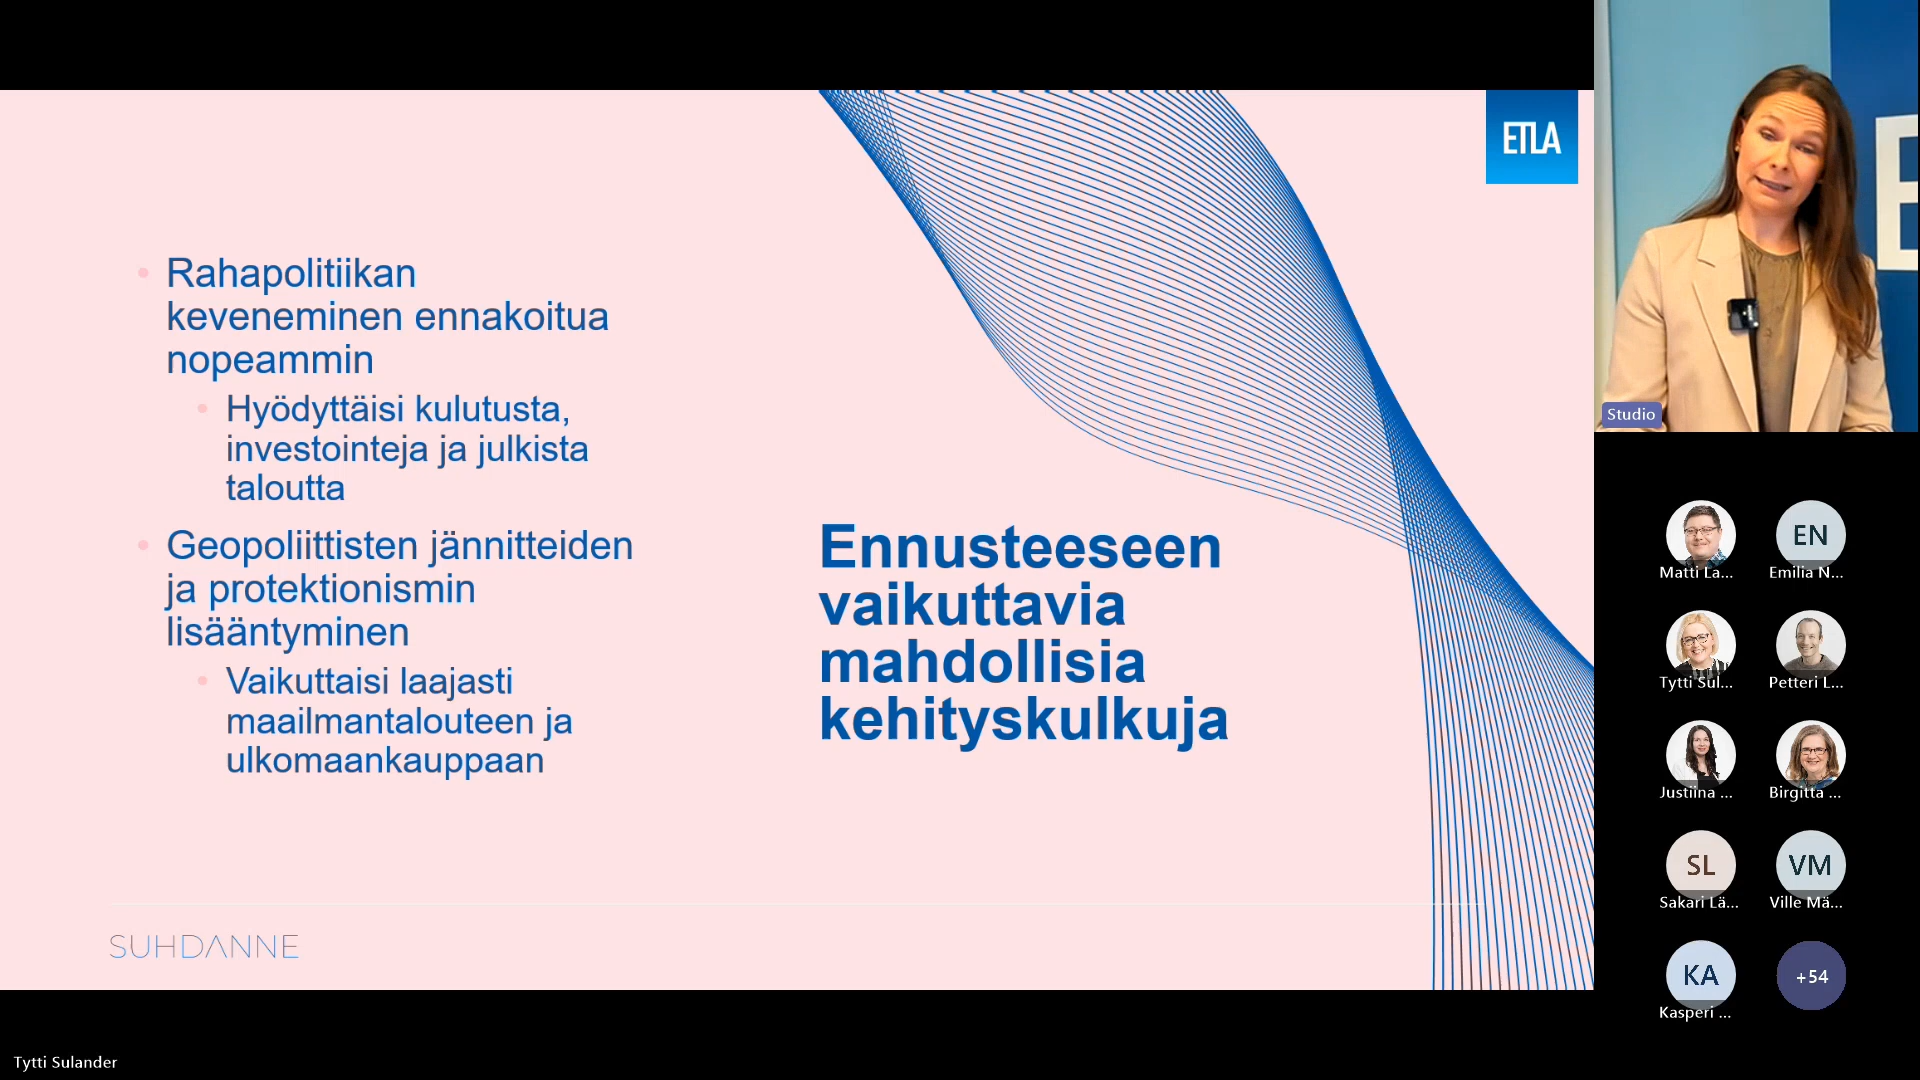 ETLA
Rahapolitiikan
keveneminen ennakoitua
nopeammin
Hyödyttäisi kulutusta,
investointeja ja julkista
taloutta
Geopoliittisten jännitteiden
ja protektionismin
lisääntyminen
Vaikuttaisi laajasti
maailmantalouteen ja
ulkomaankauppaan
Ennusteeseen
vaikuttavia
mahdollisia
kehityskulkuja
SUHDANNE
Tytti Sulander
E
Studio
EN
Matti La...
Emilia N...
Tytti Sul...
Petteri L...
Justiina ...
Birgitta ...
SL
VM
Sakari Lä...
Ville Mä...
KA
+54
Kasperi ...